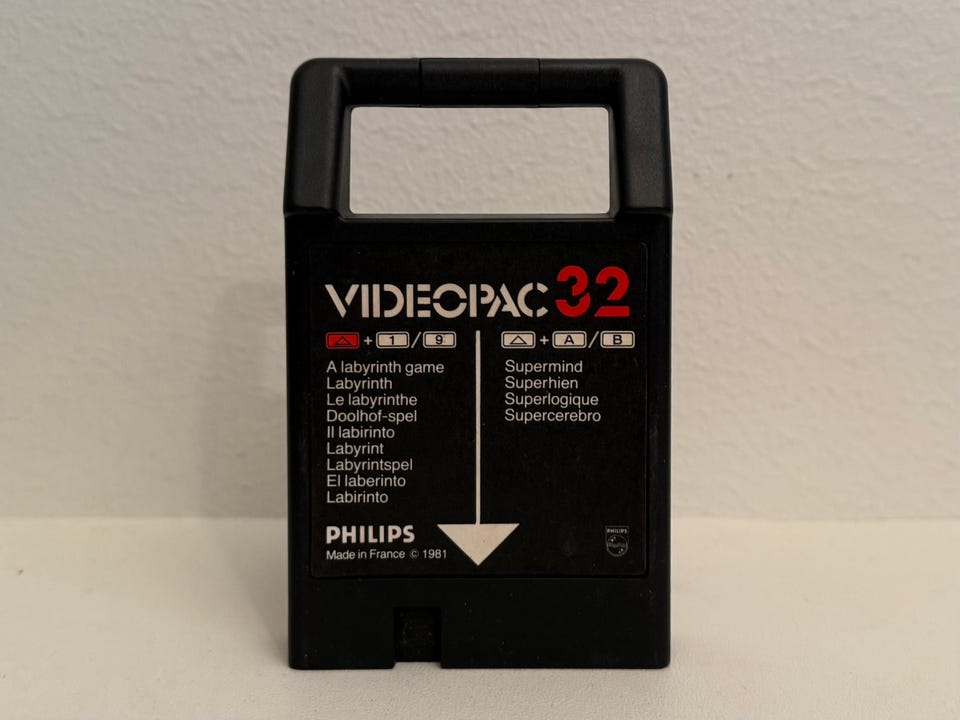 VIDEOPAC 32
△ + 1 / 9
A labyrinth game
Labyrinth
Le labyrinthe
Doolhof-spel
Il labirinto
Labyrint
Labyrintspel
El laberinto
Labirinto
△ + A / B
Supermind
Superhien
Superlogique
Supercerebro
PHILIPS
Made in France © 1981
PHILIPS